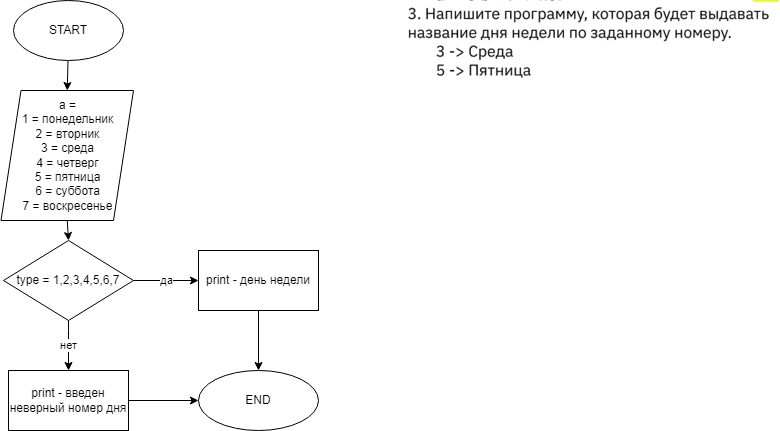 START
a =
1 = понедельник
2 = вторник
3 = среда
4 = четверг
5 = пятница
6 = суббота
7 = воскресенье
type = 1,2,3,4,5,6,7
да
print - день недели
нет
print - введен
неверный номер дня
END
3. Напишите программу, которая будет выдавать
название дня недели по заданному номеру.
3 -> Среда
5 -> Пятница